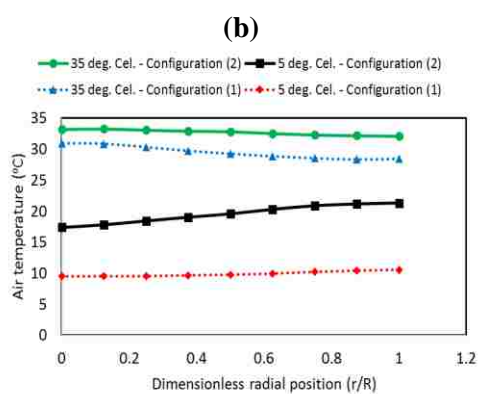 (b)
35 deg. Cel. - Configuration (2) 5 deg. Cel. - Configuration (2)
35 deg. Cel. - Configuration (1) 5 deg. Cel. - Configuration (1)
35
30
25
20
15
10
5
0
Air temperature (°C)
0 0.2 0.4 0.6 0.8 1 1.2
Dimensionless radial position (r/R)